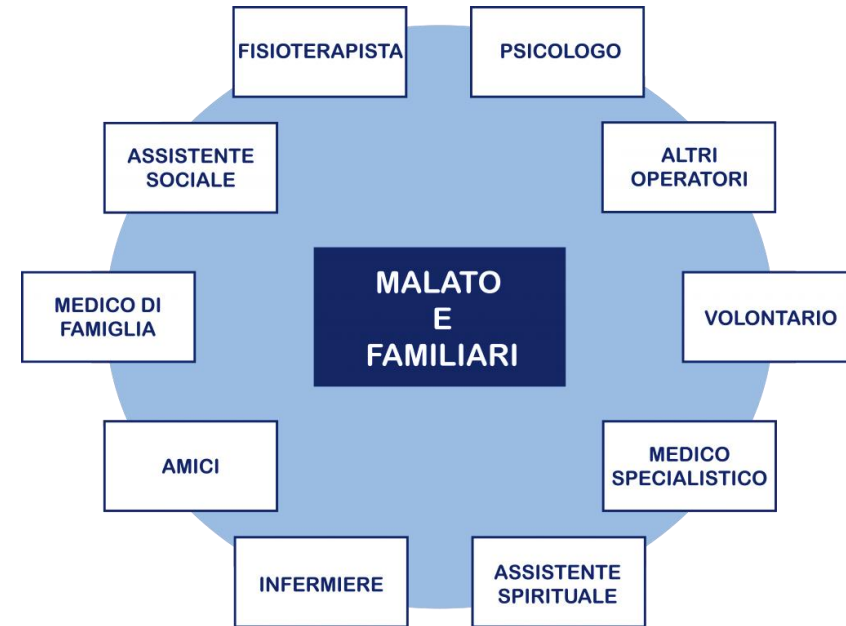 FISIOTERAPISTA
PSICOLOGO
ASSISTENTE
SOCIALE
ALTRI
OPERATORI
MEDICO DI
FAMIGLIA
MALATO
E
FAMILIARI
VOLONTARIO
AMICI
MEDICO
SPECIALISTICO
INFERMIERE
ASSISTENTE
SPIRITUALE